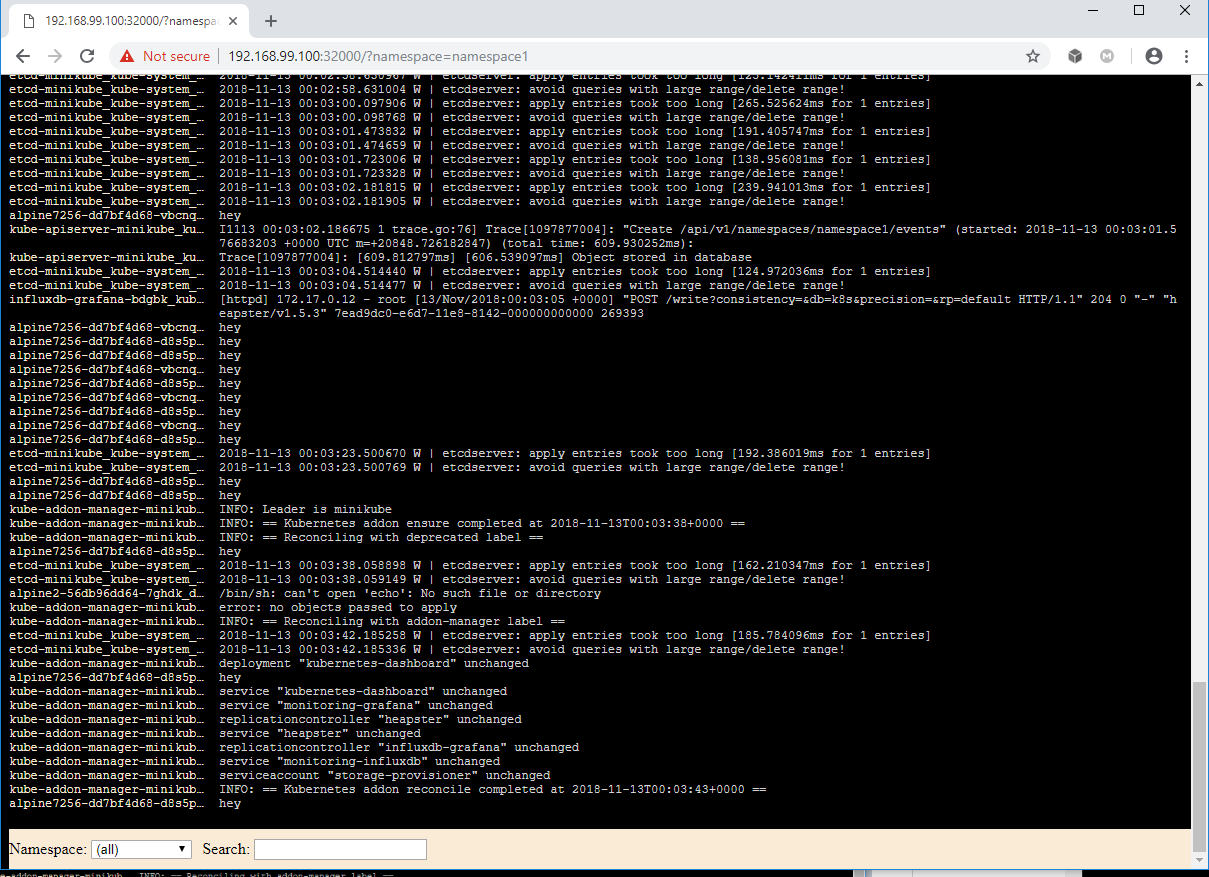 192.168.99.100:32000/?namespa
Not secure | 192.168.99.100:32000/?namespace=namespace1
etcd-minikube_kube-system_… 2018-11-13 00:02:58.630967 W | etcdserver: apply entries took too long [125.142411ms for 1 entries]
etcd-minikube_kube-system_… 2018-11-13 00:02:58.631004 W | etcdserver: avoid queries with large range/delete range!
etcd-minikube_kube-system_… 2018-11-13 00:03:00.097906 W | etcdserver: apply entries took too long [265.525624ms for 1 entries]
etcd-minikube_kube-system_… 2018-11-13 00:03:00.098768 W | etcdserver: avoid queries with large range/delete range!
etcd-minikube_kube-system_… 2018-11-13 00:03:01.473832 W | etcdserver: apply entries took too long [191.405747ms for 1 entries]
etcd-minikube_kube-system_… 2018-11-13 00:03:01.474659 W | etcdserver: avoid queries with large range/delete range!
etcd-minikube_kube-system_… 2018-11-13 00:03:01.723006 W | etcdserver: apply entries took too long [138.956081ms for 1 entries]
etcd-minikube_kube-system_… 2018-11-13 00:03:01.723328 W | etcdserver: avoid queries with large range/delete range!
etcd-minikube_kube-system_… 2018-11-13 00:03:02.181815 W | etcdserver: apply entries took too long [239.941013ms for 1 entries]
etcd-minikube_kube-system_… 2018-11-13 00:03:02.181905 W | etcdserver: avoid queries with large range/delete range!
alpine7256-dd7bf4d68-vbcnq… hey
kube-apiserver-minikube_ku… I1113 00:03:02.186675 1 trace.go:76] Trace[1097877004]: "Create /api/v1/namespaces/namespace1/events" (started: 2018-11-13 00:03:01.5
76683203 +0000 UTC m=+20848.726182847) (total time: 609.930252ms):
kube-apiserver-minikube_ku… Trace[1097877004]: [609.812797ms] [606.539097ms] Object stored in database
etcd-minikube_kube-system_… 2018-11-13 00:03:04.514440 W | etcdserver: apply entries took too long [124.972036ms for 1 entries]
etcd-minikube_kube-system_… 2018-11-13 00:03:04.514477 W | etcdserver: avoid queries with large range/delete range!
influxdb-grafana-bdgbk_kub… [httpd] 172.17.0.12 - root [13/Nov/2018:00:03:05 +0000] "POST /write?consistency=&db=k8s&precision=&rp=default HTTP/1.1" 204 0 "-" "h
eapster/v1.5.3" 7ead9dc0-e6d7-11e8-8142-000000000000 269393
alpine7256-dd7bf4d68-vbcnq… hey
alpine7256-dd7bf4d68-d8s5p… hey
alpine7256-dd7bf4d68-d8s5p… hey
alpine7256-dd7bf4d68-vbcnq… hey
alpine7256-dd7bf4d68-d8s5p… hey
alpine7256-dd7bf4d68-vbcnq… hey
alpine7256-dd7bf4d68-d8s5p… hey
alpine7256-dd7bf4d68-vbcnq… hey
alpine7256-dd7bf4d68-d8s5p… hey
etcd-minikube_kube-system_… 2018-11-13 00:03:23.500670 W | etcdserver: apply entries took too long [192.386019ms for 1 entries]
etcd-minikube_kube-system_… 2018-11-13 00:03:23.500769 W | etcdserver: avoid queries with large range/delete range!
alpine7256-dd7bf4d68-d8s5p… hey
alpine7256-dd7bf4d68-d8s5p… hey
kube-addon-manager-minikub… INFO: Leader is minikube
kube-addon-manager-minikub… INFO: == Kubernetes addon ensure completed at 2018-11-13T00:03:38+0000 ==
kube-addon-manager-minikub… INFO: == Reconciling with deprecated label ==
alpine7256-dd7bf4d68-d8s5p… hey
etcd-minikube_kube-system_… 2018-11-13 00:03:38.058898 W | etcdserver: apply entries took too long [162.210347ms for 1 entries]
etcd-minikube_kube-system_… 2018-11-13 00:03:38.059149 W | etcdserver: avoid queries with large range/delete range!
alpine2-56db96dd64-7ghdk_d… /bin/sh: can't open 'echo': No such file or directory
kube-addon-manager-minikub… error: no objects passed to apply
kube-addon-manager-minikub… INFO: == Reconciling with addon-manager label ==
etcd-minikube_kube-system_… 2018-11-13 00:03:42.185258 W | etcdserver: apply entries took too long [185.784096ms for 1 entries]
etcd-minikube_kube-system_… 2018-11-13 00:03:42.185336 W | etcdserver: avoid queries with large range/delete range!
kube-addon-manager-minikub… deployment "kubernetes-dashboard" unchanged
alpine7256-dd7bf4d68-d8s5p… hey
kube-addon-manager-minikub… service "kubernetes-dashboard" unchanged
kube-addon-manager-minikub… service "monitoring-grafana" unchanged
kube-addon-manager-minikub… replicationcontroller "heapster" unchanged
kube-addon-manager-minikub… service "heapster" unchanged
kube-addon-manager-minikub… replicationcontroller "influxdb-grafana" unchanged
kube-addon-manager-minikub… service "monitoring-influxdb" unchanged
kube-addon-manager-minikub… serviceaccount "storage-provisioner" unchanged
kube-addon-manager-minikub… INFO: == Kubernetes addon reconcile completed at 2018-11-13T00:03:43+0000 ==
alpine7256-dd7bf4d68-d8s5p… hey
Namespace: (all) Search:
e-addon-manager-minikub… INFO: == Reconciling with addon-manager label ==